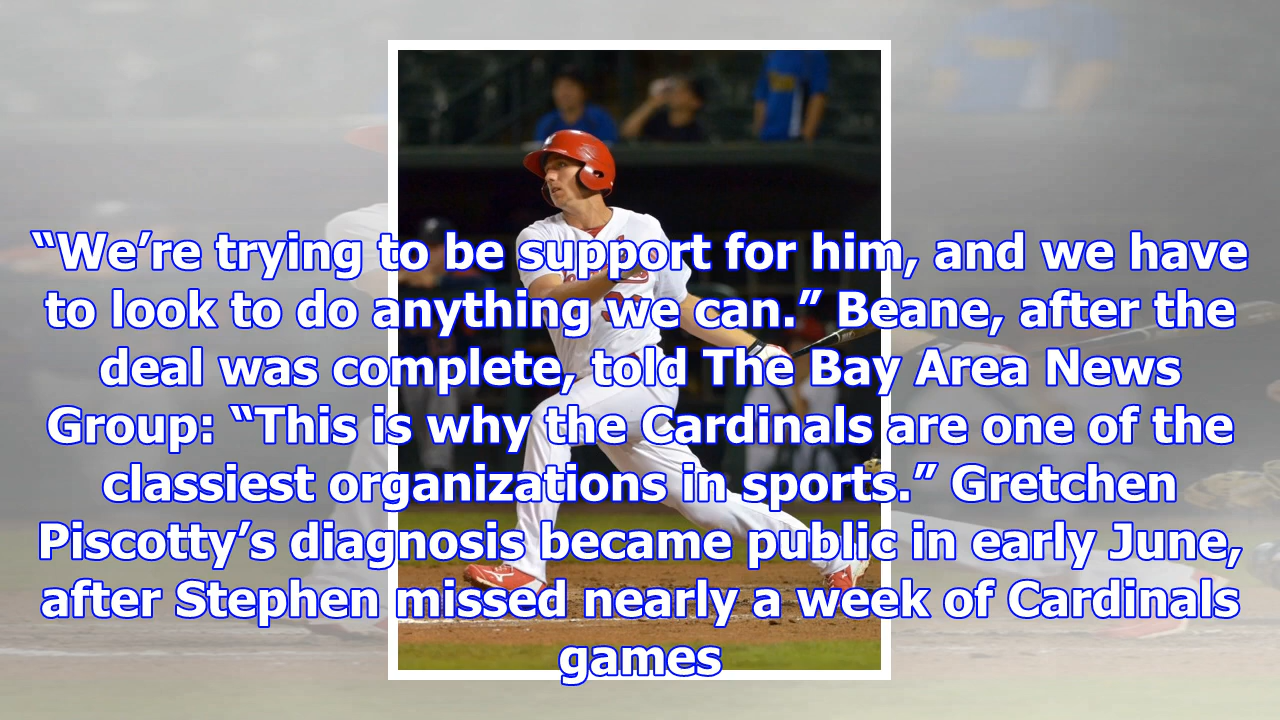 “We’re trying to be support for him, and we have
to look to do anything we can.” Beane, after the
deal was complete, told The Bay Area News
Group: “This is why the Cardinals are one of the
classiest organizations in sports.” Gretchen
Piscotty’s diagnosis became public in early June,
after Stephen missed nearly a week of Cardinals
games